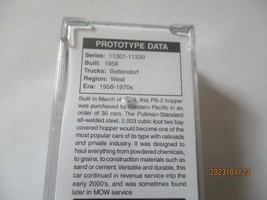 PROTOTYPE DATA
Series: 11301-11330
Built: 1958
Trucks: Bettendorf
Region: West
Era: 1958-1970s
Built in March of this PS-2 hopper
was purchased by Western Pacific in an
order of 30 cars. The Pullman-Standard
all-welded steel, 2,003 cubic-foot two bay
covered hopper would become one of the
most popular cars of its type with railroads
and private industry. It was designed to
haul everything from powdered chemicals,
to grains, to construction materials such as
sand or cement. Versatile and durable, this
car continued in revenue service into the
early 2000's, and was sometimes found
later in MOW service.
2023/01/23